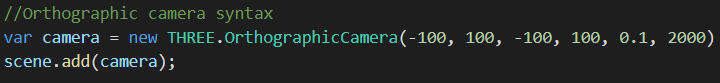 //Orthographic camera syntax
var camera = new THREE.OrthographicCamera(-100, 100, -100, 100, 0.1, 2000)
scene.add(camera);